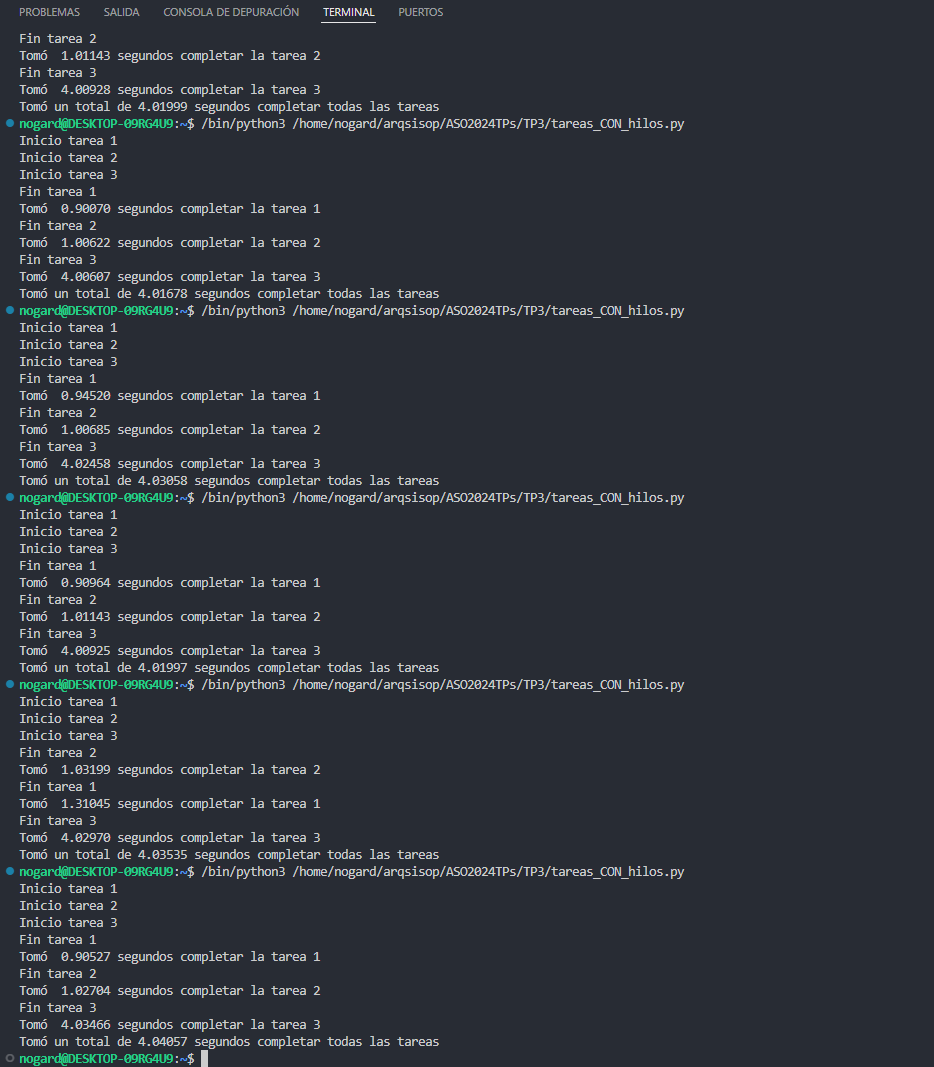 PROBLEMAS SALIDA CONSOLA DE DEPURACIÓN TERMINAL PUERTOS
Fin tarea 2
Tomó  1.01143 segundos completar la tarea 2
Fin tarea 3
Tomó  4.00928 segundos completar la tarea 3
Tomó un total de 4.01999 segundos completar todas las tareas
nogard@DESKTOP-09RG4U9:~$ /bin/python3 /home/nogard/arqsisop/ASO2024TPs/TP3/tareas_CON_hilos.py
Inicio tarea 1
Inicio tarea 2
Inicio tarea 3
Fin tarea 1
Tomó  0.90070 segundos completar la tarea 1
Fin tarea 2
Tomó  1.00622 segundos completar la tarea 2
Fin tarea 3
Tomó  4.00607 segundos completar la tarea 3
Tomó un total de 4.01678 segundos completar todas las tareas
nogard@DESKTOP-09RG4U9:~$ /bin/python3 /home/nogard/arqsisop/ASO2024TPs/TP3/tareas_CON_hilos.py
Inicio tarea 1
Inicio tarea 2
Inicio tarea 3
Fin tarea 1
Tomó  0.94520 segundos completar la tarea 1
Fin tarea 2
Tomó  1.00685 segundos completar la tarea 2
Fin tarea 3
Tomó  4.02458 segundos completar la tarea 3
Tomó un total de 4.03058 segundos completar todas las tareas
nogard@DESKTOP-09RG4U9:~$ /bin/python3 /home/nogard/arqsisop/ASO2024TPs/TP3/tareas_CON_hilos.py
Inicio tarea 1
Inicio tarea 2
Inicio tarea 3
Fin tarea 1
Tomó  0.90964 segundos completar la tarea 1
Fin tarea 2
Tomó  1.01143 segundos completar la tarea 2
Fin tarea 3
Tomó  4.00925 segundos completar la tarea 3
Tomó un total de 4.01997 segundos completar todas las tareas
nogard@DESKTOP-09RG4U9:~$ /bin/python3 /home/nogard/arqsisop/ASO2024TPs/TP3/tareas_CON_hilos.py
Inicio tarea 1
Inicio tarea 2
Inicio tarea 3
Fin tarea 2
Tomó  1.03199 segundos completar la tarea 2
Fin tarea 1
Tomó  1.31045 segundos completar la tarea 1
Fin tarea 3
Tomó  4.02970 segundos completar la tarea 3
Tomó un total de 4.03535 segundos completar todas las tareas
nogard@DESKTOP-09RG4U9:~$ /bin/python3 /home/nogard/arqsisop/ASO2024TPs/TP3/tareas_CON_hilos.py
Inicio tarea 1
Inicio tarea 2
Inicio tarea 3
Fin tarea 1
Tomó  0.90527 segundos completar la tarea 1
Fin tarea 2
Tomó  1.02704 segundos completar la tarea 2
Fin tarea 3
Tomó  4.03466 segundos completar la tarea 3
Tomó un total de 4.04057 segundos completar todas las tareas
nogard@DESKTOP-09RG4U9:~$